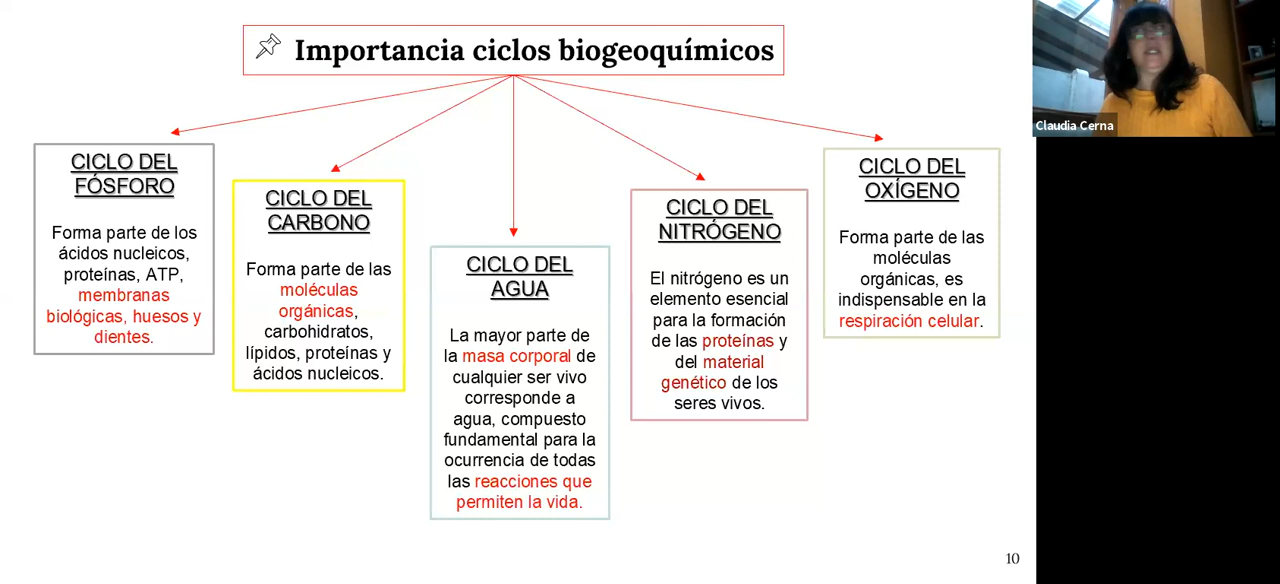 Importancia ciclos biogeoquímicos
Claudia Cerna
CICLO DEL
FÓSFORO
Forma parte de los
ácidos nucleicos,
proteínas, ATP,
membranas
biológicas, huesos y
dientes.
CICLO DEL
CARBONO
Forma parte de las
moléculas
orgánicas,
carbohidratos,
lípidos, proteínas y
ácidos nucleicos.
CICLO DEL
AGUA
La mayor parte de
la masa corporal de
cualquier ser vivo
corresponde a
agua, compuesto
fundamental para la
ocurrencia de todas
las reacciones que
permiten la vida.
CICLO DEL
NITRÓGENO
El nitrógeno es un
elemento esencial
para la formación
de las proteínas y
del material
genético de los
seres vivos.
CICLO DEL
OXÍGENO
Forma parte de las
moléculas
orgánicas, es
indispensable en la
respiración celular.
10